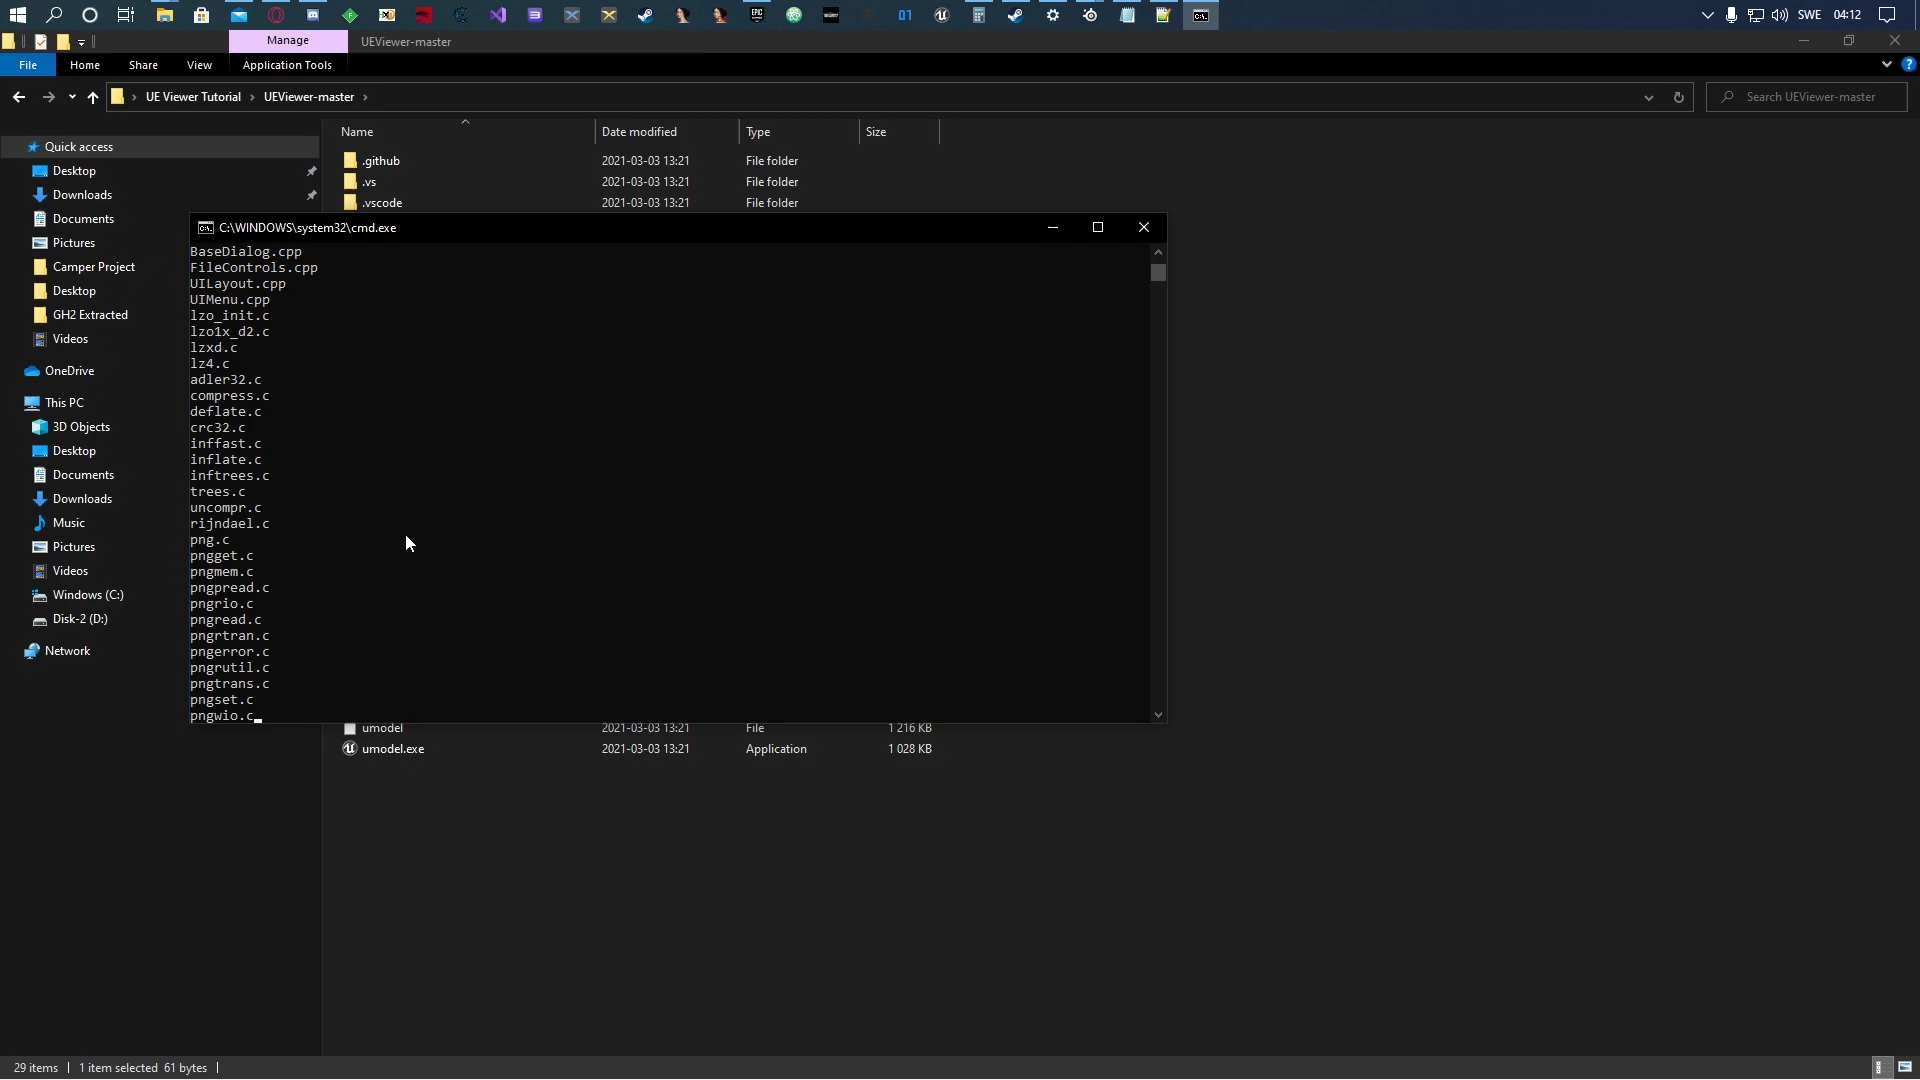 SWE 04:12
Manage UEViewer-master
File Home Share View Application Tools
UE Viewer Tutorial UEViewer-master Search UEViewer-master
Name Date modified Type Size
Quick access
Desktop
Downloads
Documents
Pictures
Camper Project
Desktop
GH2 Extracted
Videos
OneDrive
This PC
3D Objects
Desktop
Documents
Downloads
Music
Pictures
Videos
Windows (C:)
Disk-2 (D:)
Network
.github 2021-03-03 13:21 File folder
.vs 2021-03-03 13:21 File folder
.vscode 2021-03-03 13:21 File folder
C:\WINDOWS\system32\cmd.exe
BaseDialog.cpp
FileControls.cpp
UILayout.cpp
UIMenu.cpp
lzo_init.c
lzo1x_d2.c
lzxd.c
lz4.c
adler32.c
compress.c
deflate.c
crc32.c
inffast.c
inflate.c
inftrees.c
trees.c
uncompr.c
rijndael.c
png.c
pngget.c
pngmem.c
pngpread.c
pngrio.c
pngread.c
pngrtran.c
pngerror.c
pngrutil.c
pngtrans.c
pngset.c
pngwio.c
umodel 2021-03-03 13:21 File 1 216 KB
umodel.exe 2021-03-03 13:21 Application 1 028 KB
29 items 1 item selected 61 bytes